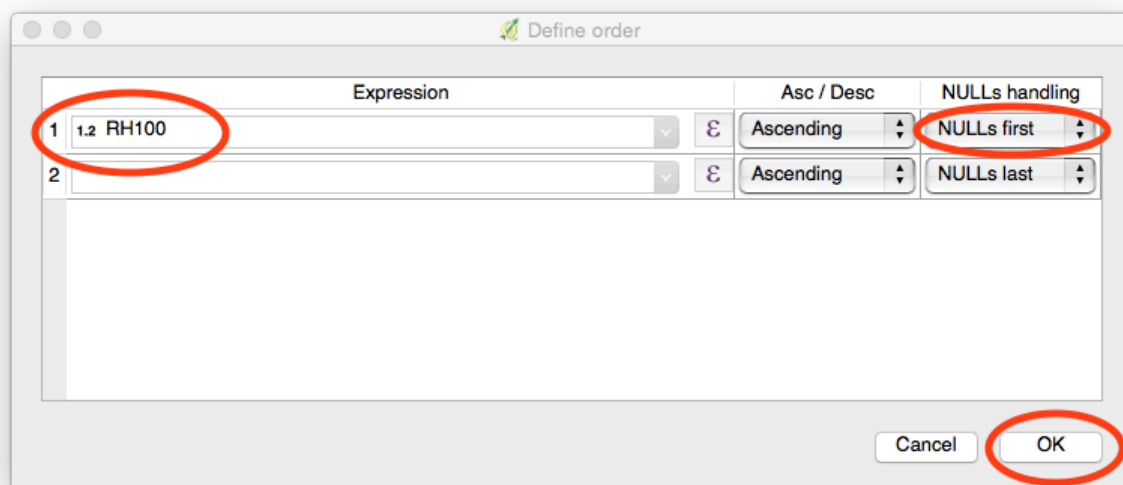 Define order
Expression Asc / Desc NULLs handling
1 1.2 RH100 ε Ascending NULLs first
2 ε Ascending NULLs last
Cancel OK